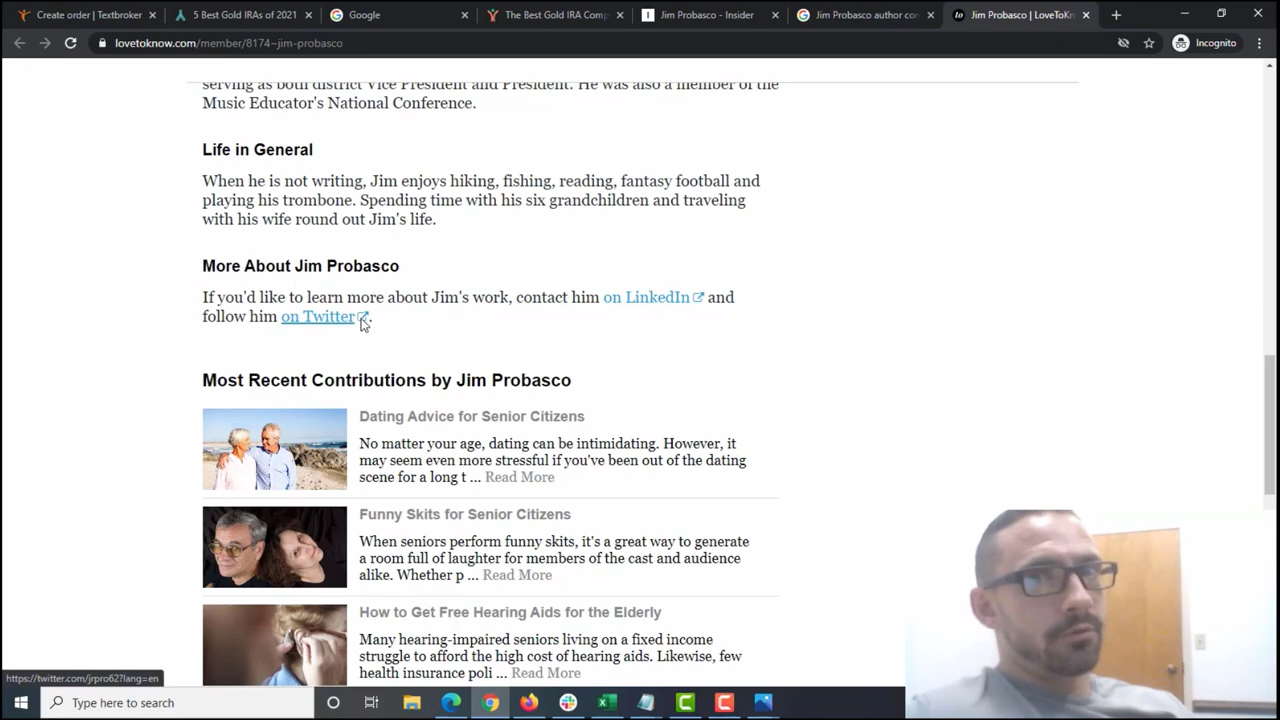 Create order | Textbroker
5 Best Gold IRAs of 2021
Google
The Best Gold IRA Comp
Jim Probasco - Insider
Jim Probasco author co
Jim Probasco | LoveToKn
lovetoknow.com/member/8174~jim-probasco
Incognito
serving as both district Vice President and President. He was also a member of the
Music Educator's National Conference.
Life in General
When he is not writing, Jim enjoys hiking, fishing, reading, fantasy football and
playing his trombone. Spending time with his six grandchildren and traveling
with his wife round out Jim's life.
More About Jim Probasco
If you'd like to learn more about Jim's work, contact him on LinkedIn and
follow him on Twitter.
Most Recent Contributions by Jim Probasco
Dating Advice for Senior Citizens
No matter your age, dating can be intimidating. However, it
may seem even more stressful if you've been out of the dating
scene for a long t ... Read More
Funny Skits for Senior Citizens
When seniors perform funny skits, it's a great way to generate
a room full of laughter for members of the cast and audience
alike. Whether p ... Read More
How to Get Free Hearing Aids for the Elderly
Many hearing-impaired seniors living on a fixed income
struggle to afford the high cost of hearing aids. Likewise, few
health insurance poli ... Read More
https://twitter.com/jrpro62?lang=en
Type here to search